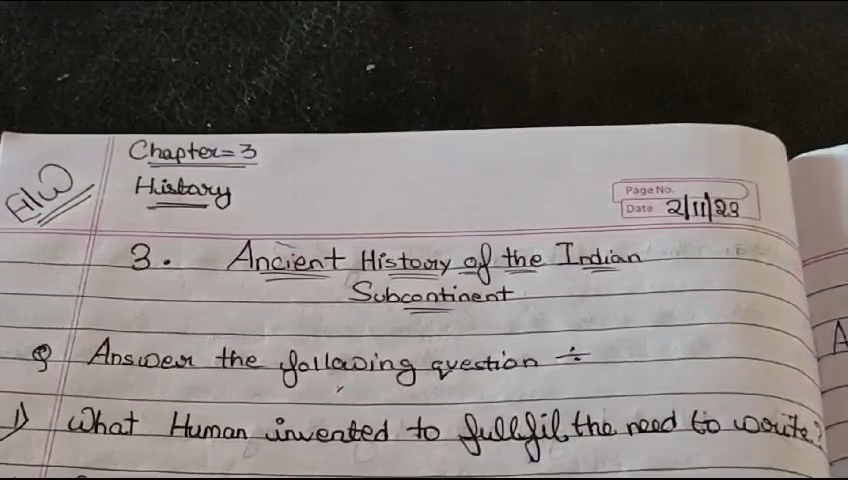 Chapter=3
History
H/W
Page No.
Date 2/11/23
3. Ancient History of the Indian
Subcontinent
Q Answer the following question ÷
1) What Human invented to fullfil the need to write?
A